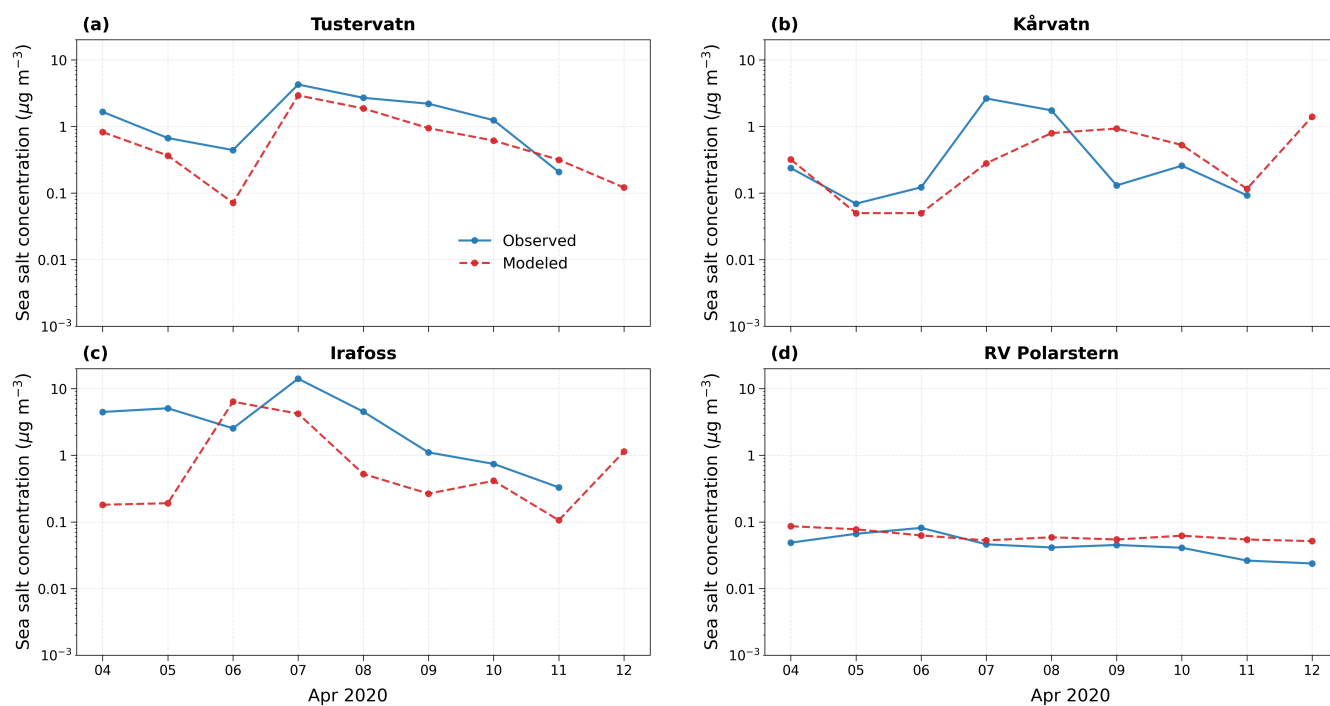 (a) Tustervatn
Sea salt concentration (μg m⁻³)
10
1
0.1
0.01
10⁻³
Observed
Modeled
(b) Kårvatn
Sea salt concentration (μg m⁻³)
10
1
0.1
0.01
10⁻³
(c) Irafoss
Sea salt concentration (μg m⁻³)
10
1
0.1
0.01
10⁻³
04 05 06 07 08 09 10 11 12
Apr 2020
(d) RV Polarstern
Sea salt concentration (μg m⁻³)
10
1
0.1
0.01
10⁻³
04 05 06 07 08 09 10 11 12
Apr 2020